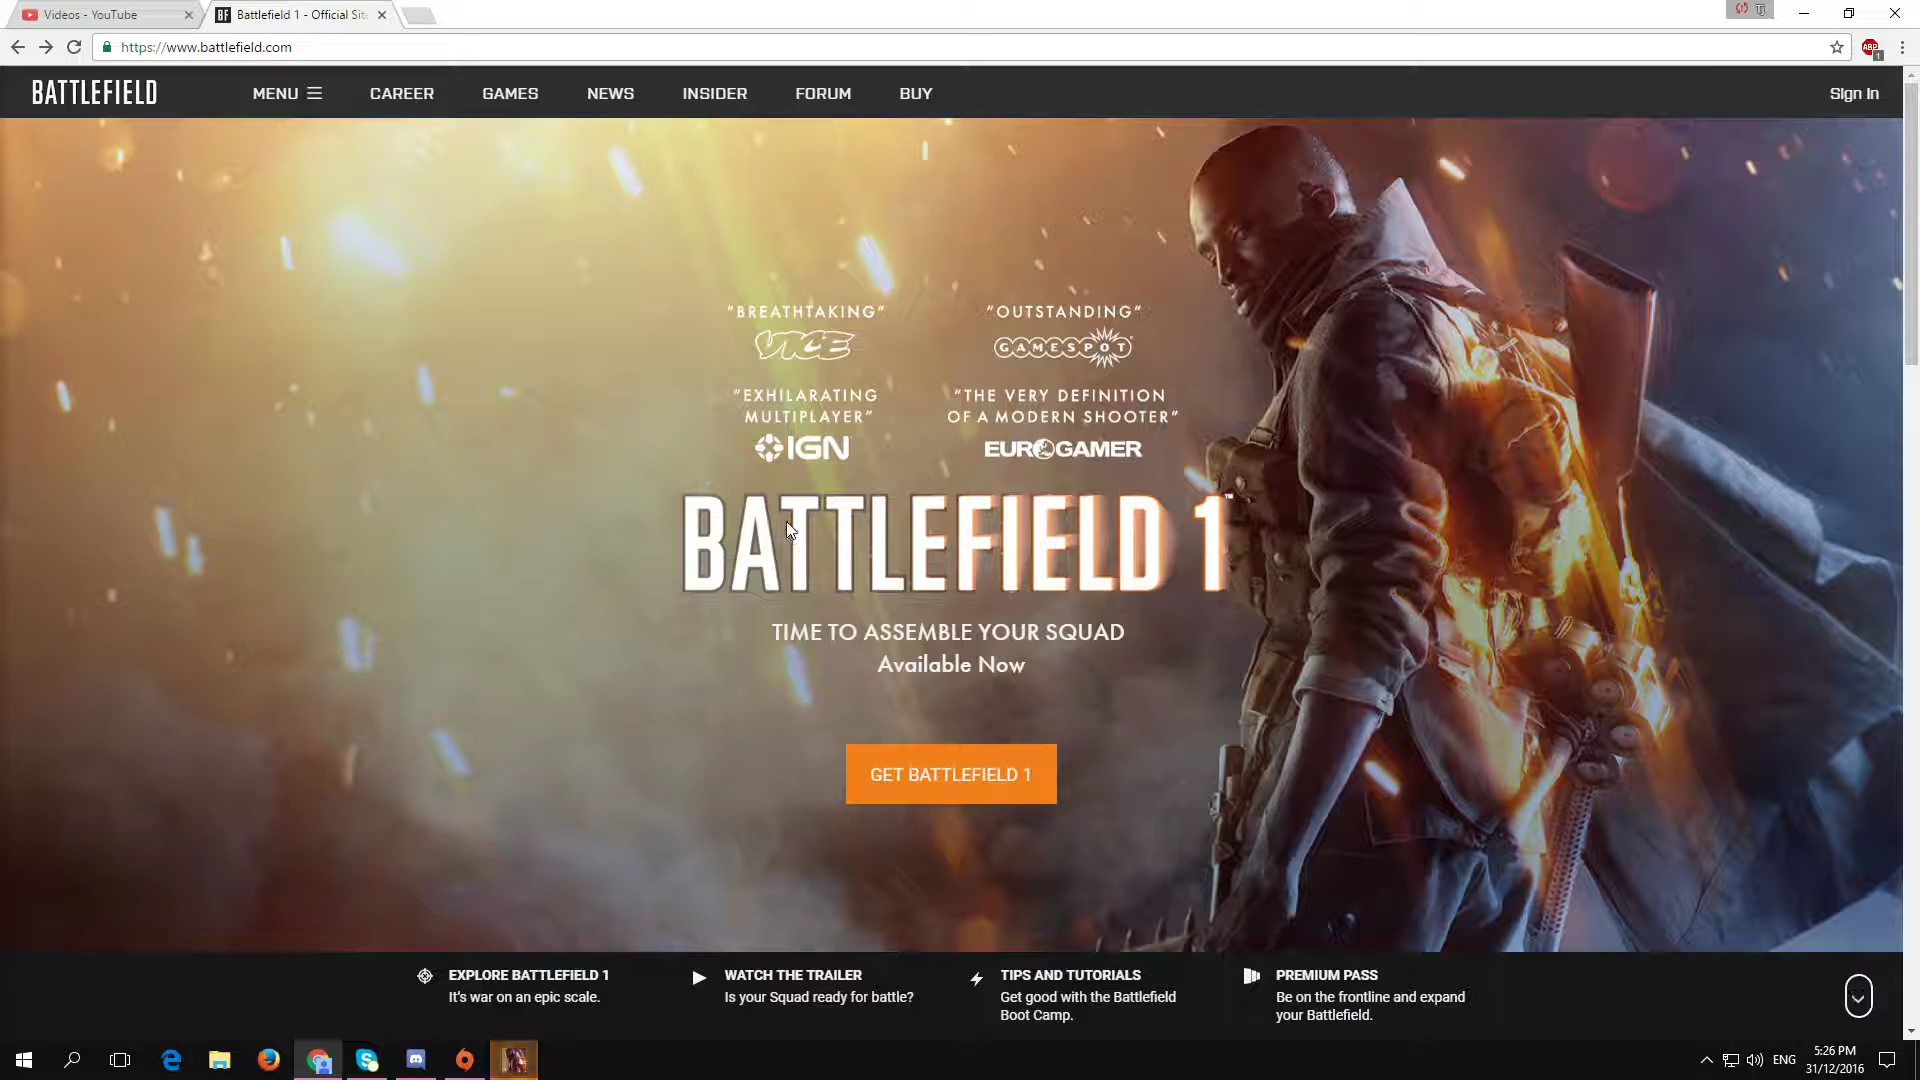 Videos - YouTube
Battlefield 1 - Official Sit
https://www.battlefield.com
ABP
1
BATTLEFIELD
MENU
CAREER
GAMES
NEWS
INSIDER
FORUM
BUY
Sign In
"BREATHTAKING"
VICE
"OUTSTANDING"
GAMESPOT
"EXHILARATING
MULTIPLAYER"
IGN
"THE VERY DEFINITION
OF A MODERN SHOOTER"
EUROGAMER
BATTLEFIELD 1™
TIME TO ASSEMBLE YOUR SQUAD
Available Now
GET BATTLEFIELD 1
EXPLORE BATTLEFIELD 1
It's war on an epic scale.
WATCH THE TRAILER
Is your Squad ready for battle?
TIPS AND TUTORIALS
Get good with the Battlefield
Boot Camp.
PREMIUM PASS
Be on the frontline and expand
your Battlefield.
ENG
5:26 PM
31/12/2016